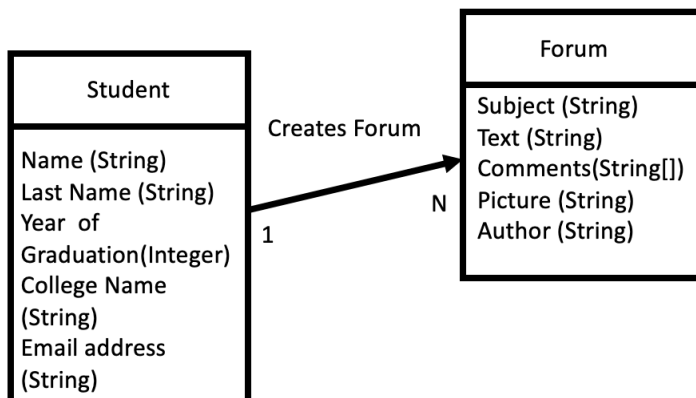 Student
Name (String)
Last Name (String)
Year of
Graduation(Integer)
College Name
(String)
Email address
(String)
Creates Forum
1
N
Forum
Subject (String)
Text (String)
Comments(String[])
Picture (String)
Author (String)